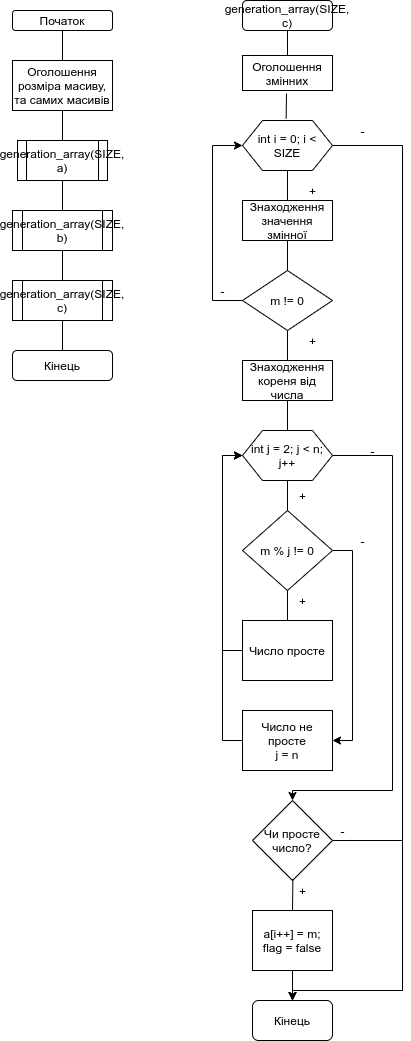 Початок
Оголошення
розміра масиву,
та самих масивів
generation_array(SIZE,
a)
generation_array(SIZE,
b)
generation_array(SIZE,
c)
Кінець
generation_array(SIZE,
c)
Оголошення
змінних
int i = 0; i <
SIZE
-
+
Знаходження
значення
змінної
m != 0
-
+
Знаходження
кореня від
числа
int j = 2; j < n;
j++
-
+
m % j != 0
-
+
Число просте
Число не
просте
j = n
Чи просте
число?
-
+
a[i++] = m;
flag = false
Кінець